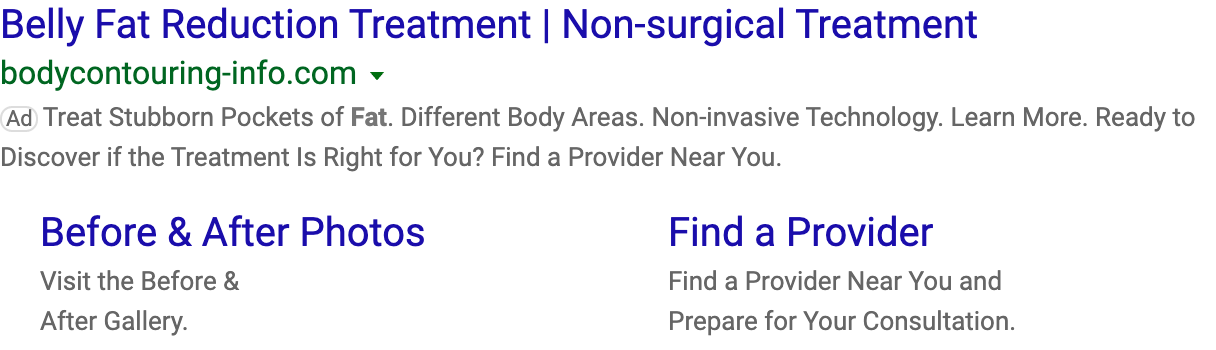 Belly Fat Reduction Treatment | Non-surgical Treatment
bodycontouring-info.com
Ad Treat Stubborn Pockets of Fat. Different Body Areas. Non-invasive Technology. Learn More. Ready to
Discover if the Treatment Is Right for You? Find a Provider Near You.
Before & After Photos
Visit the Before &
After Gallery.
Find a Provider
Find a Provider Near You and
Prepare for Your Consultation.